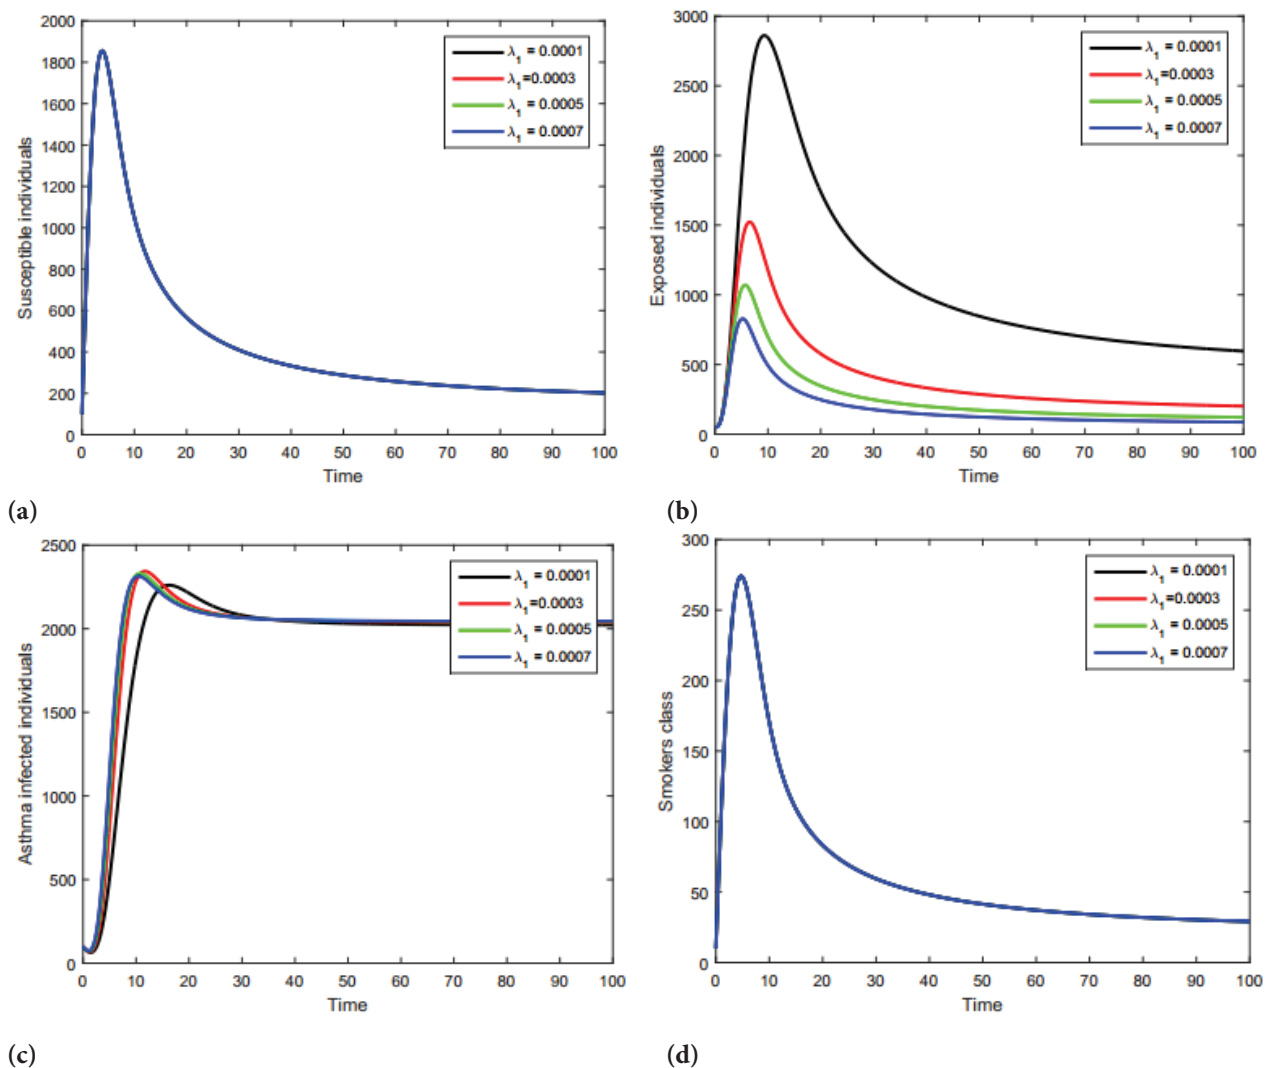 2000
1800
1600
1400
1200
1000
800
600
400
200
0
Susceptible individuals
λ1 = 0.0001
λ1=0.0003
λ1 = 0.0005
λ1 = 0.0007
0 10 20 30 40 50 60 70 80 90 100
Time
(a)
3000
2500
2000
1500
1000
500
0
Exposed individuals
λ1 = 0.0001
λ1=0.0003
λ1 = 0.0005
λ1 = 0.0007
0 10 20 30 40 50 60 70 80 90 100
Time
(b)
2500
2000
1500
1000
500
0
Asthma infected individuals
λ1 = 0.0001
λ1=0.0003
λ1 = 0.0005
λ1 = 0.0007
0 10 20 30 40 50 60 70 80 90 100
Time
(c)
300
250
200
150
100
50
0
Smokers class
λ1 = 0.0001
λ1=0.0003
λ1 = 0.0005
λ1 = 0.0007
0 10 20 30 40 50 60 70 80 90 100
Time
(d)